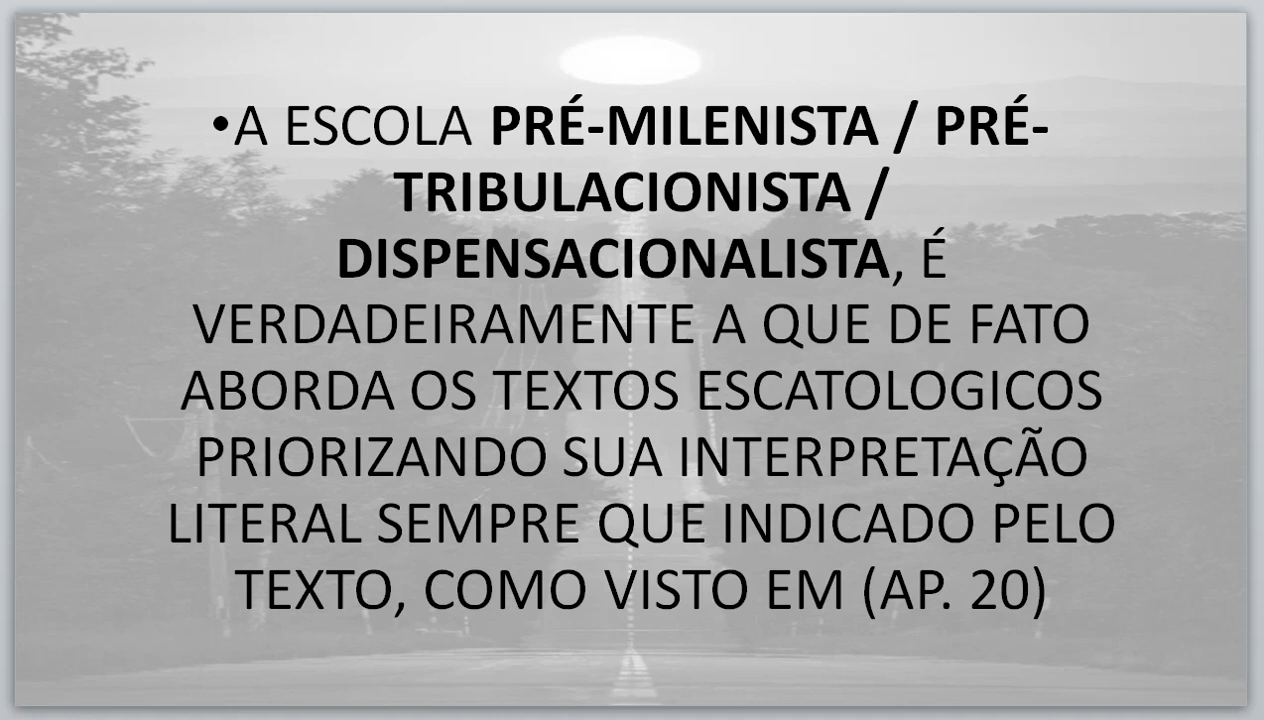 •A ESCOLA PRÉ-MILENISTA / PRÉ-
TRIBULACIONISTA /
DISPENSACIONALISTA, É
VERDADEIRAMENTE A QUE DE FATO
ABORDA OS TEXTOS ESCATOLOGICOS
PRIORIZANDO SUA INTERPRETAÇÃO
LITERAL SEMPRE QUE INDICADO PELO
TEXTO, COMO VISTO EM (AP. 20)